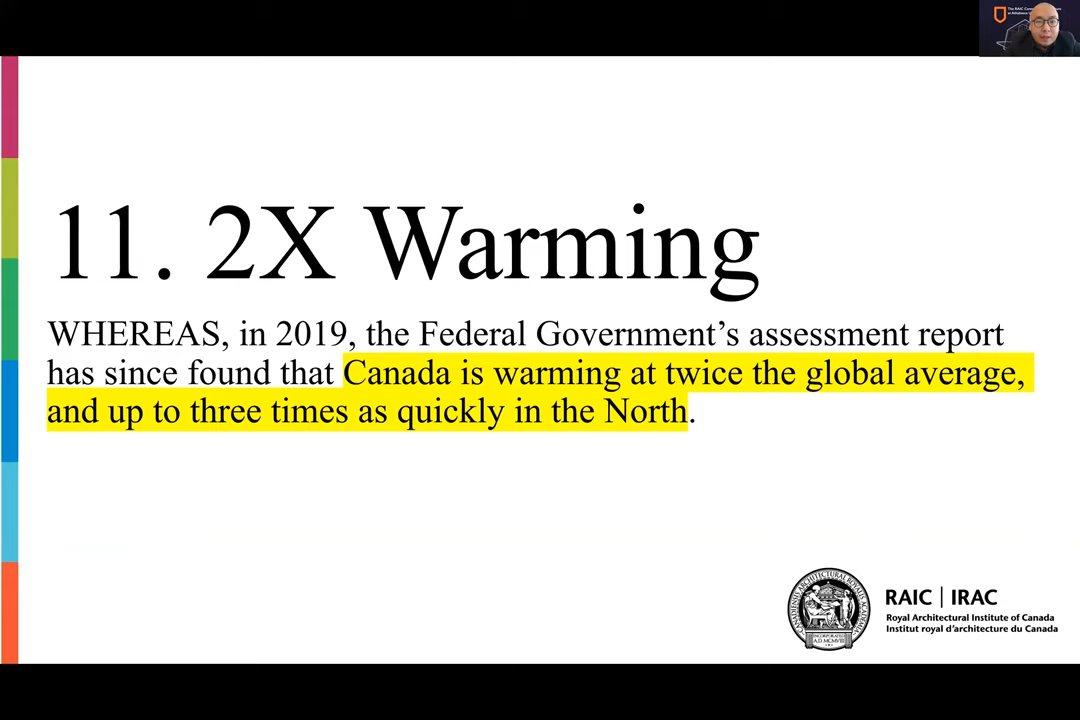 11. 2X Warming
WHEREAS, in 2019, the Federal Government’s assessment report
has since found that Canada is warming at twice the global average,
and up to three times as quickly in the North.
RAIC | IRAC
Royal Architectural Institute of Canada
Institut royal d’architecture du Canada
INCORPORATED
A.D. MCMVIII